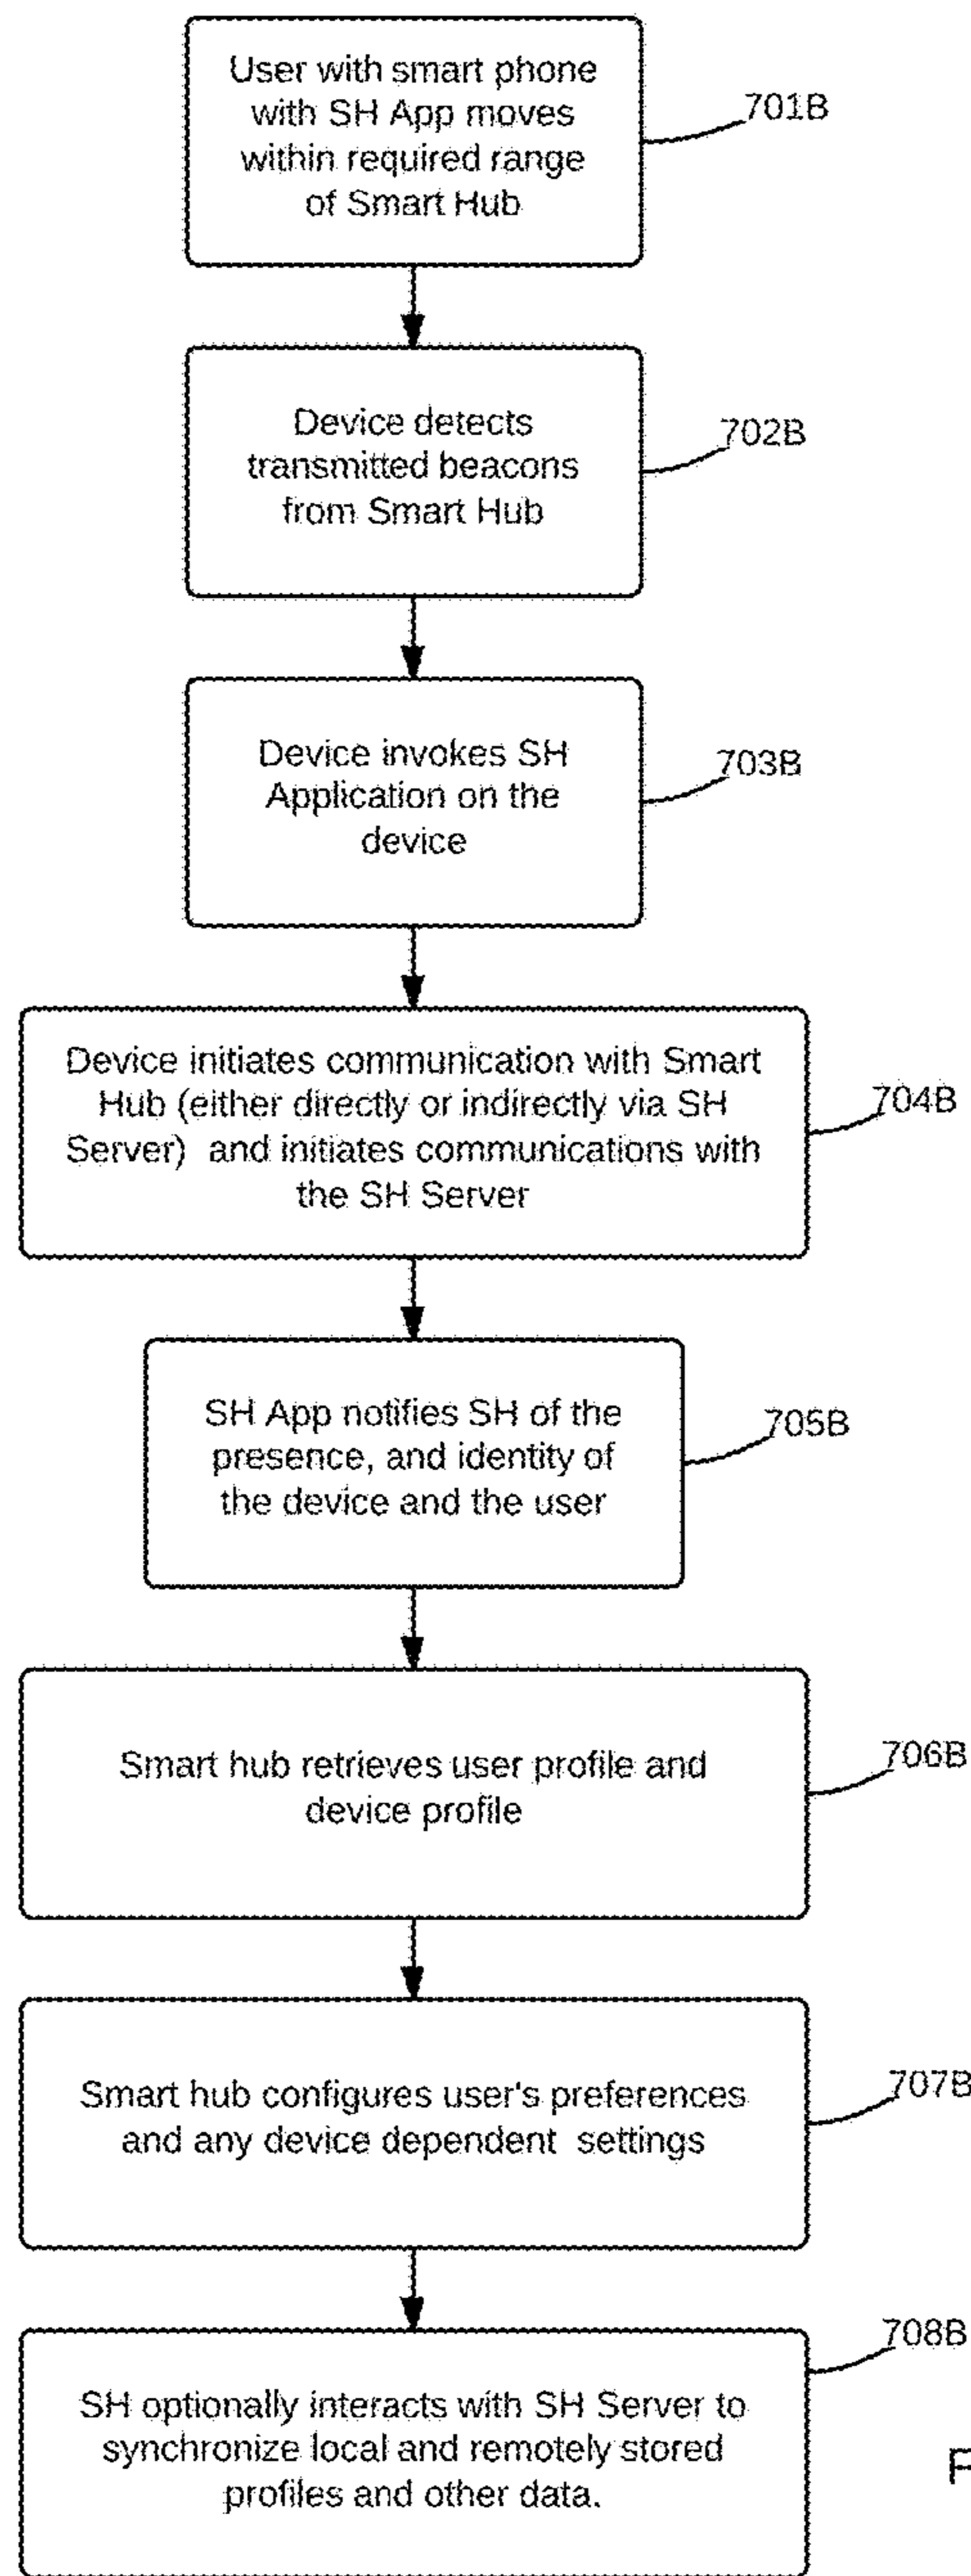 User with smart phone
with SH App moves
within required range
of Smart Hub
701B
Device detects
transmitted beacons
from Smart Hub
702B
Device invokes SH
Application on the
device
703B
Device initiates communication with Smart
Hub (either directly or indirectly via SH
Server) and initiates communications with
the SH Server
704B
SH App notifies SH of the
presence, and identity of
the device and the user
705B
Smart hub retrieves user profile and
device profile
706B
Smart hub configures user's preferences
and any device dependent settings
707B
SH optionally interacts with SH Server to
synchronize local and remotely stored
profiles and other data.
708B